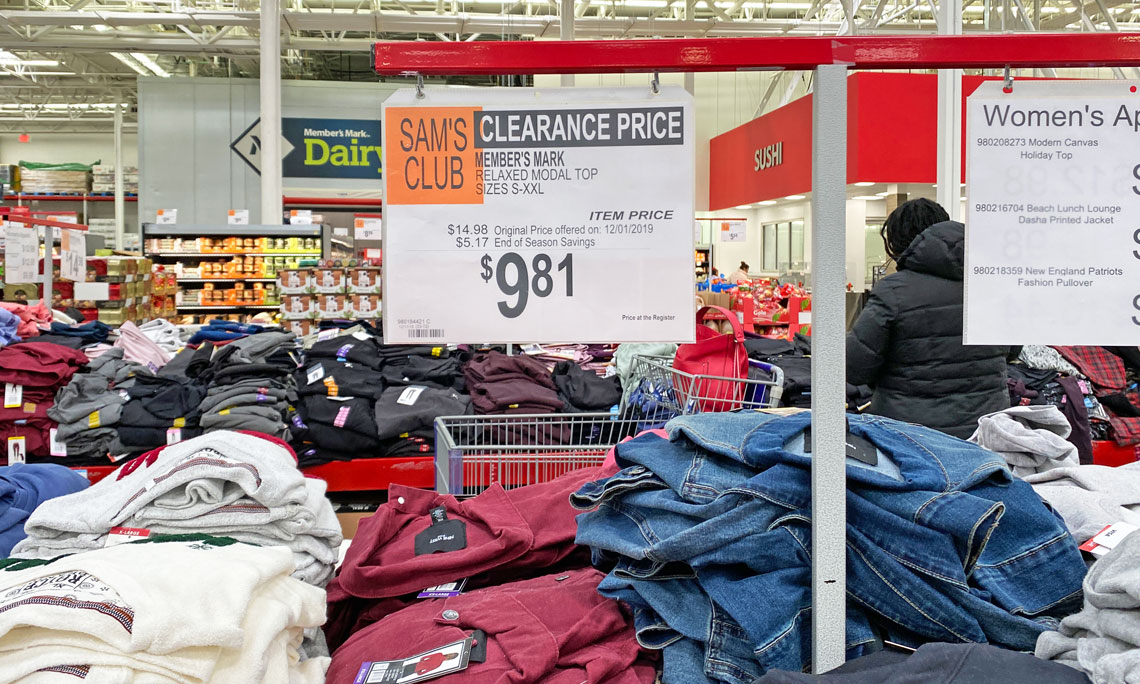 Member's Mark
Dairy
SUSHI
SAM'S
CLUB
CLEARANCE PRICE
MEMBER'S MARK
RELAXED MODAL TOP
SIZES S-XXL
ITEM PRICE
$14.98 Original Price offered on: 12/01/2019
$5.17 End of Season Savings
$9.81
Price at the Register
Women's Ap
980208273 Modern Canvas
Holiday Top
980216704 Beach Lunch Lounge
Dasha Printed Jacket
980218359 New England Patriots
Fashion Pullover
X-LARGE